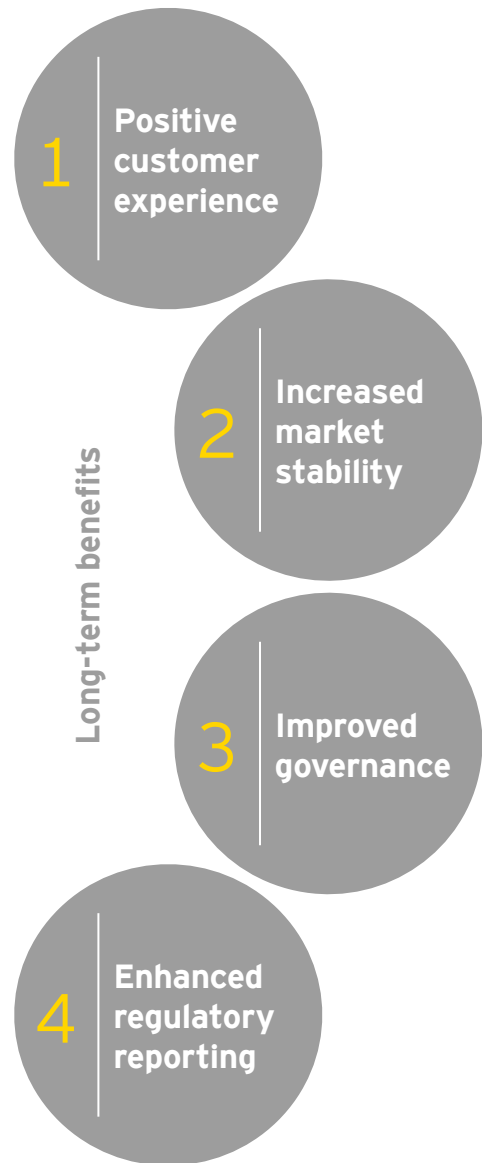 1
Positive
customer
experience
2
Increased
market
stability
Long-term benefits
3
Improved
governance
4
Enhanced
regulatory
reporting